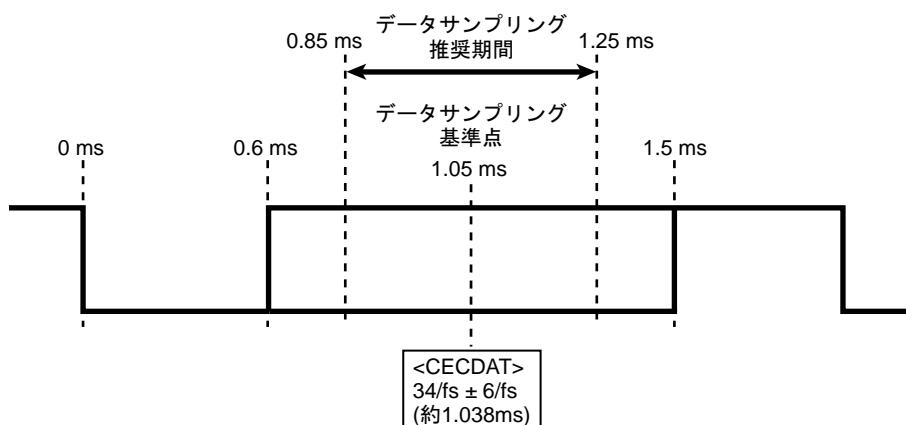 データサンプリング
推奨期間
0.85 ms
1.25 ms
データサンプリング
基準点
0 ms
0.6 ms
1.05 ms
1.5 ms
<CECDAT>
34/fs ± 6/fs
(約1.038ms)